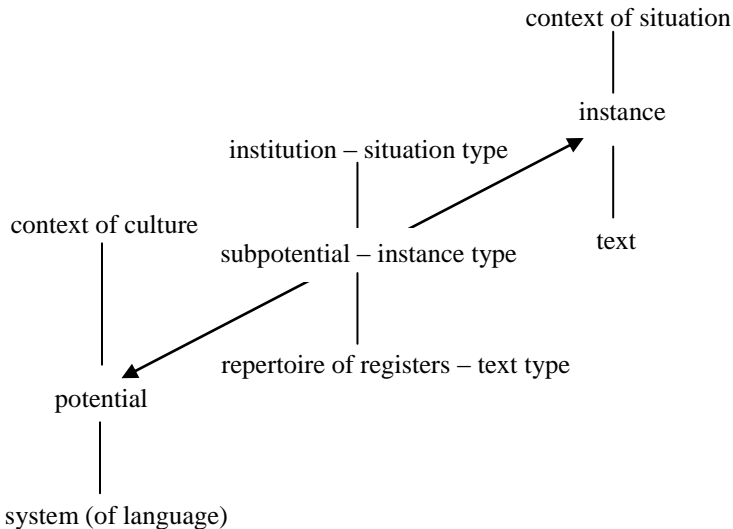 context of situation
instance
institution – situation type
context of culture
subpotential – instance type
text
repertoire of registers – text type
potential
system (of language)